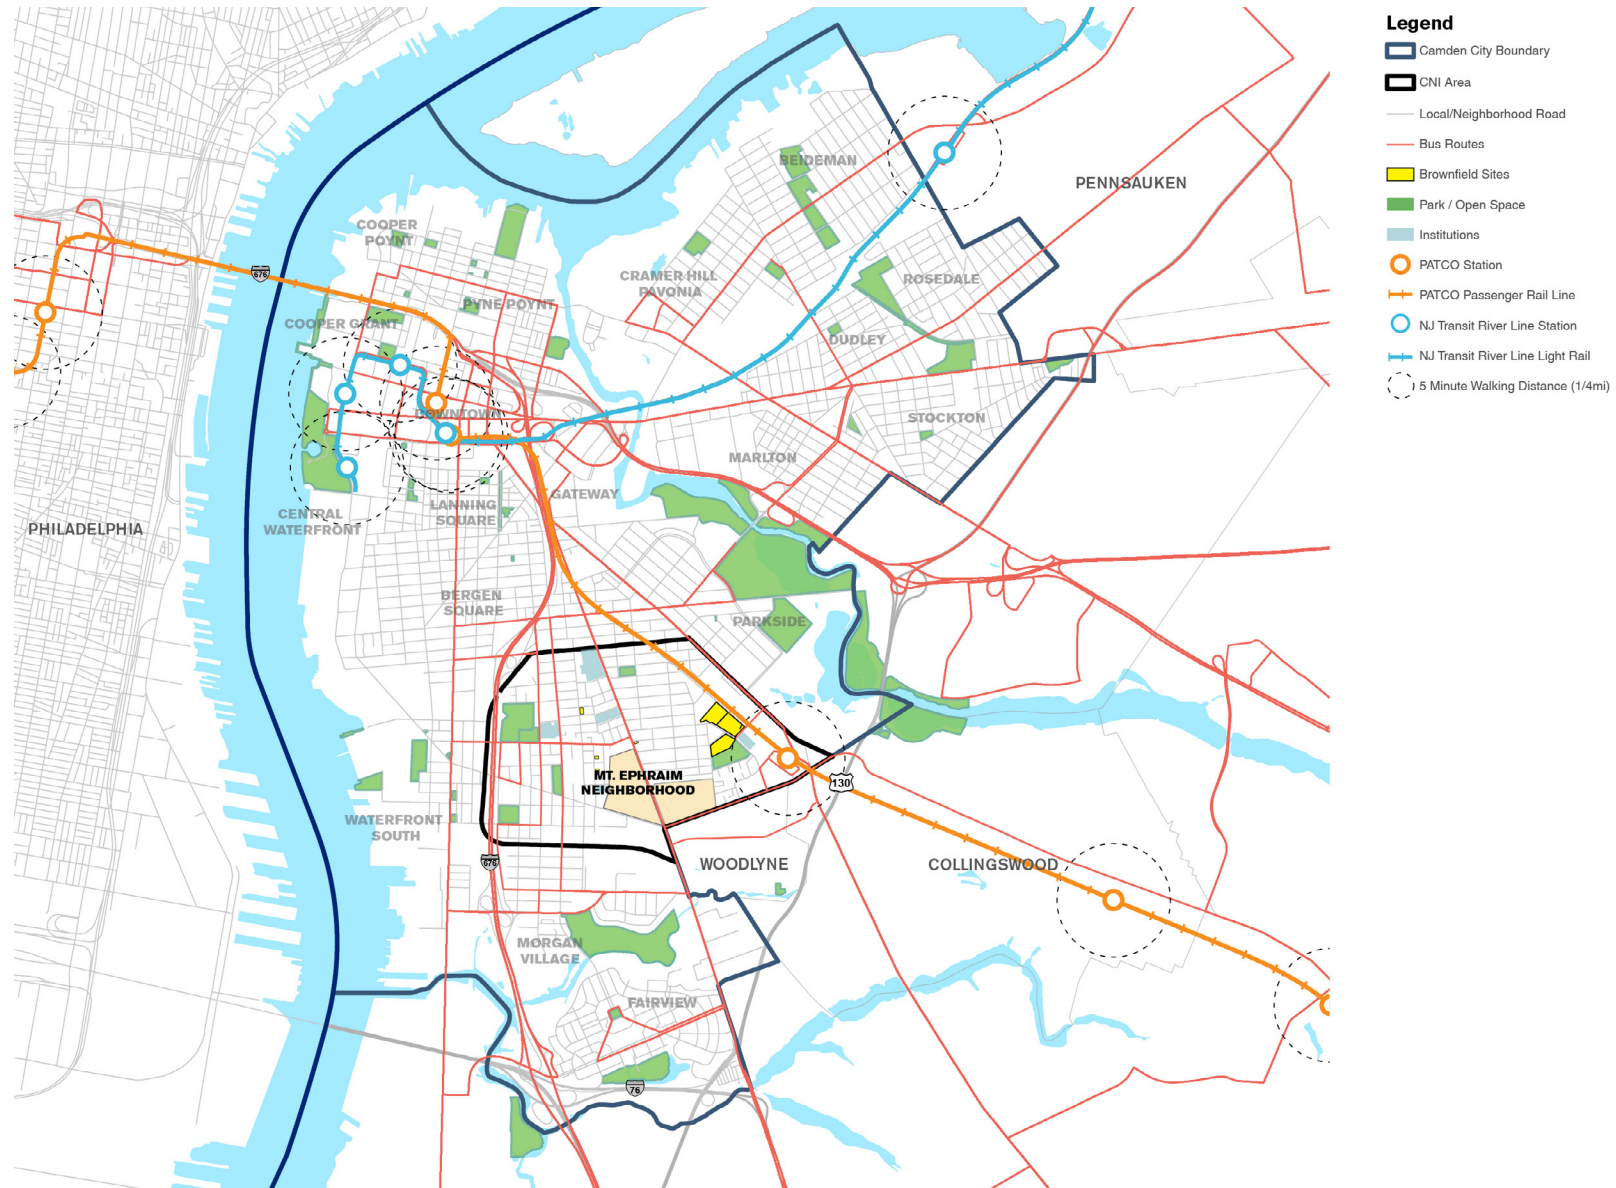 Legend
Camden City Boundary
CNI Area
Local/Neighborhood Road
Bus Routes
Brownfield Sites
Park / Open Space
Institutions
PATCO Station
PATCO Passenger Rail Line
NJ Transit River Line Station
NJ Transit River Line Light Rail
5 Minute Walking Distance (1/4mi)
BEIDEMAN
PENNSAUKEN
COOPER
POYNT
676
CRAMER HILL
PAVONIA
ROSEDALE
PYNE POYNT
COOPER GRANT
DUDLEY
DOWNTOWN
STOCKTON
MARLTON
GATEWAY
LANNING
SQUARE
CENTRAL
WATERFRONT
PHILADELPHIA
BERGEN
SQUARE
PARKSIDE
MT. EPHRAIM
NEIGHBORHOOD
130
WATERFRONT
SOUTH
676
WOODLYNE
COLLINGSWOOD
MORGAN
VILLAGE
FAIRVIEW
76